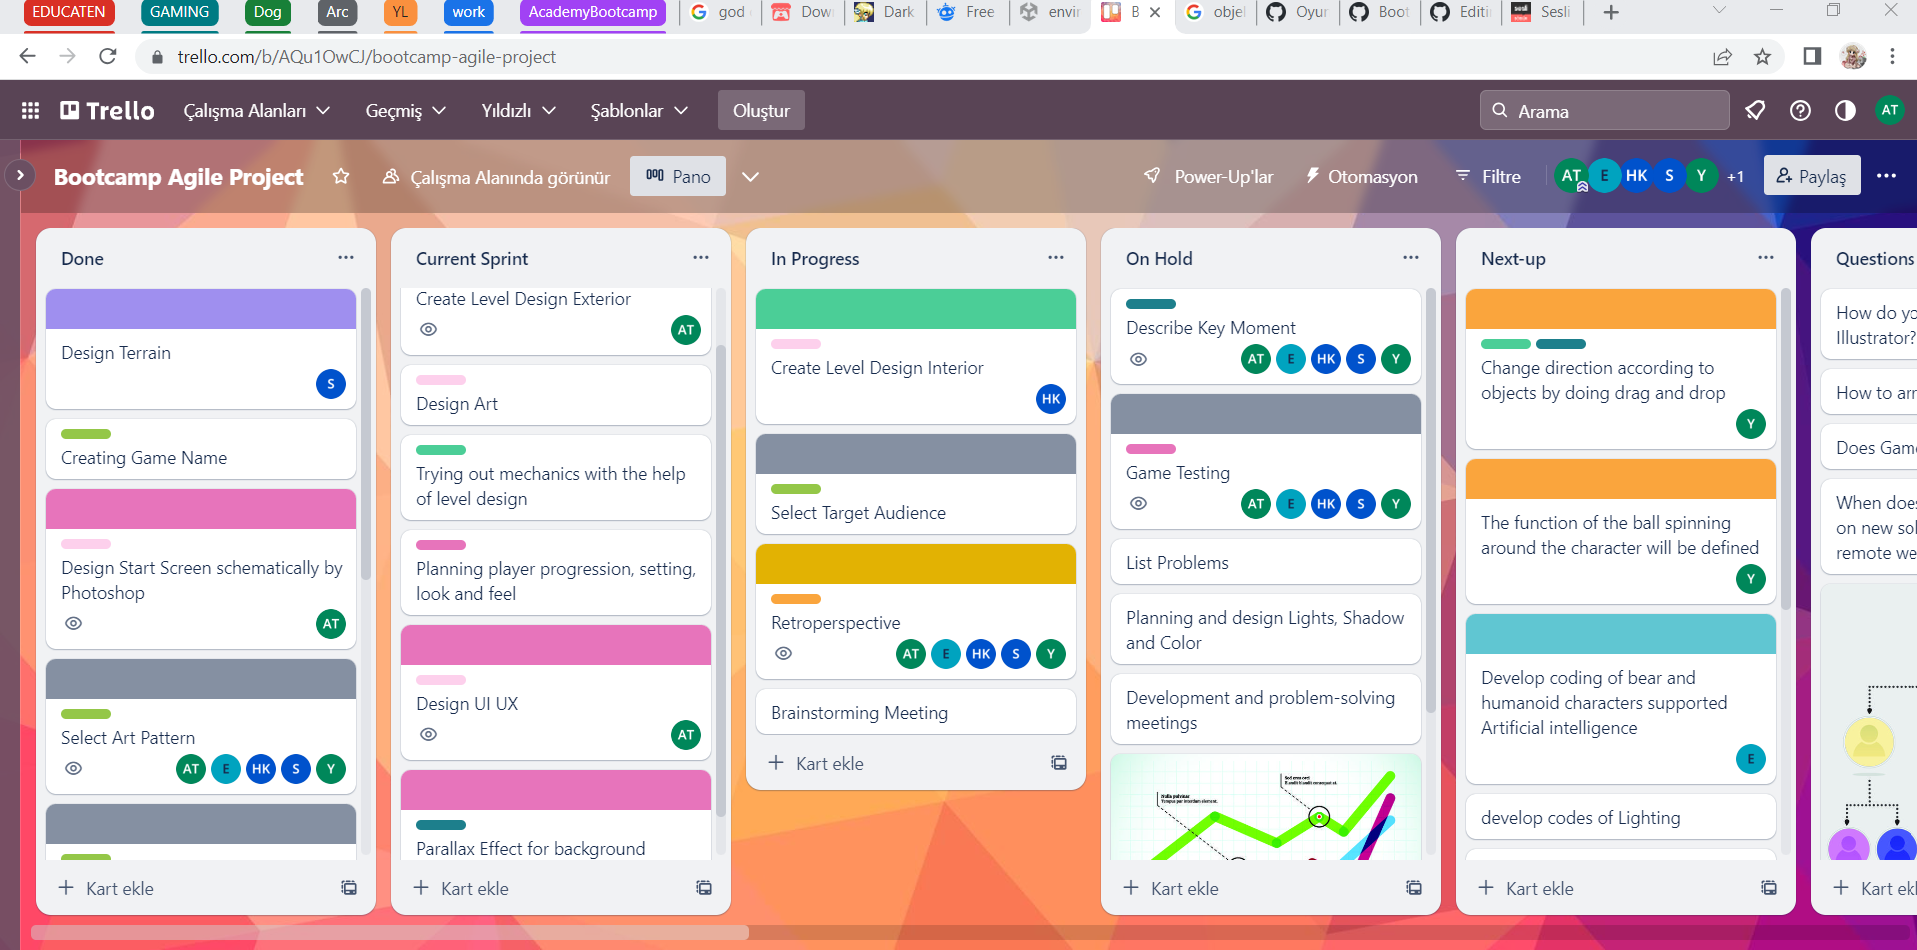 EDUCATEN
GAMING
Dog
Arc
YL
work
AcademyBootcamp
god
Dow
Dark
Free
envir
B
objel
Oyur
Boot
Editi
Sesli
trello.com/b/AQu1OwCJ/bootcamp-agile-project
Trello
Çalışma Alanları
Geçmiş
Yıldızlı
Şablonlar
Oluştur
Arama
AT
Bootcamp Agile Project
Çalışma Alanında görünür
Pano
Power-Up'lar
Otomasyon
Filtre
AT
E
HK
S
Y
+1
Paylaş
Done
Design Terrain
S
Creating Game Name
Design Start Screen schematically by
Photoshop
AT
Select Art Pattern
AT
E
HK
S
Y
Kart ekle
Current Sprint
Create Level Design Exterior
AT
Design Art
Trying out mechanics with the help
of level design
Planning player progression, setting,
look and feel
Design UI UX
AT
Parallax Effect for background
Kart ekle
In Progress
Create Level Design Interior
HK
Select Target Audience
Retroperspective
AT
E
HK
S
Y
Brainstorming Meeting
Kart ekle
On Hold
Describe Key Moment
AT
E
HK
S
Y
Game Testing
AT
E
HK
S
Y
List Problems
Planning and design Lights, Shadow
and Color
Development and problem-solving
meetings
Kart ekle
Next-up
Change direction according to
objects by doing drag and drop
Y
The function of the ball spinning
around the character will be defined
Y
Develop coding of bear and
humanoid characters supported
Artificial intelligence
E
develop codes of Lighting
Kart ekle
Questions
How do yo
Illustrator?
How to arr
Does Game
When does
on new sol
remote we
Kart ekl